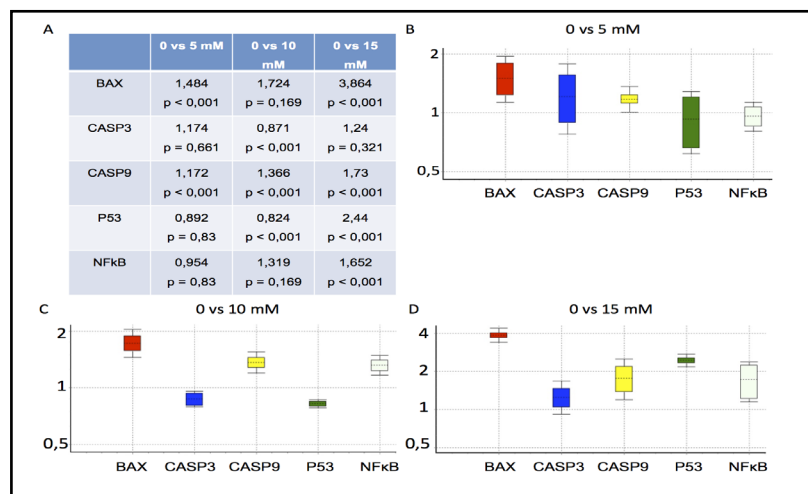 A
0 vs 5 mM 0 vs 10 mM 0 vs 15 mM
BAX 1,484 p < 0,001 1,724 p = 0,169 3,864 p < 0,001
CASP3 1,174 p = 0,661 0,871 p < 0,001 1,24 p = 0,321
CASP9 1,172 p < 0,001 1,366 p < 0,001 1,73 p < 0,001
P53 0,892 p = 0,83 0,824 p < 0,001 2,44 p < 0,001
NFkB 0,954 p = 0,83 1,319 p = 0,169 1,652 p < 0,001
B
0 vs 5 mM
2
1
0,5
BAX CASP3 CASP9 P53 NFκB
C
0 vs 10 mM
2
1
0,5
BAX CASP3 CASP9 P53 NFκB
D
0 vs 15 mM
4
2
1
0,5
BAX CASP3 CASP9 P53 NFκB